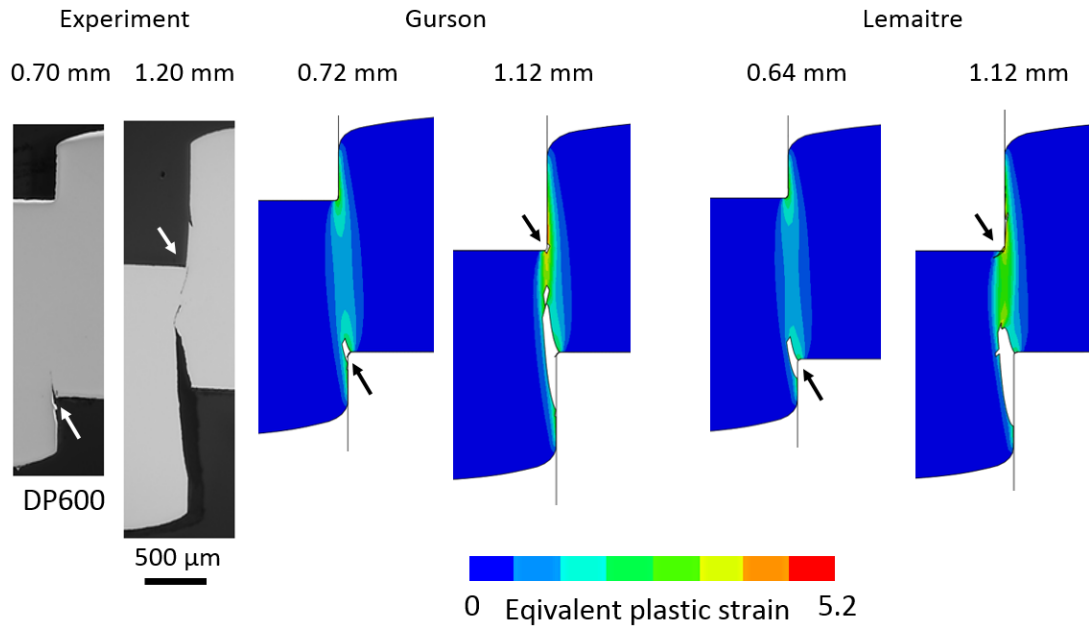 Experiment Gurson Lemaitre
0.70 mm 1.20 mm 0.72 mm 1.12 mm 0.64 mm 1.12 mm
DP600
500 µm
0 Eqivalent plastic strain 5.2